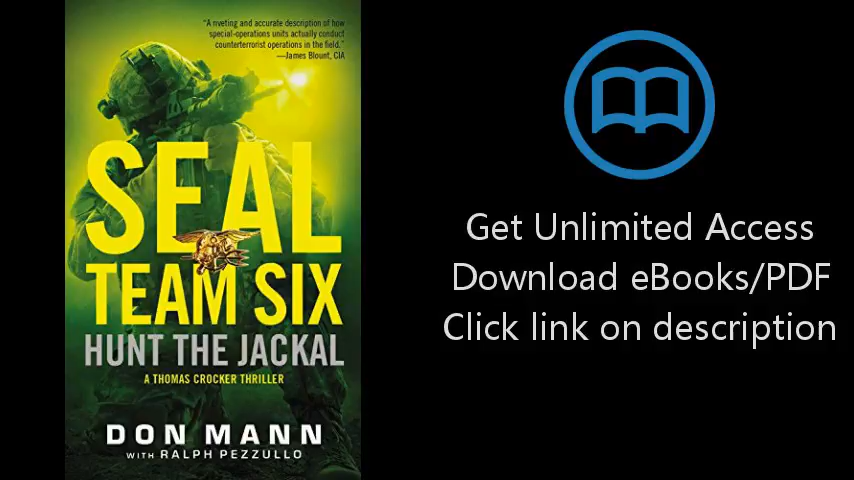 "A riveting and accurate description of how
special-operations units actually conduct
counterterrorist operations in the field."
—James Blount, CIA
SEAL
TEAM SIX
HUNT THE JACKAL
A THOMAS CROCKER THRILLER
DON MANN
WITH RALPH PEZZULLO
Get Unlimited Access
Download eBooks/PDF
Click link on description